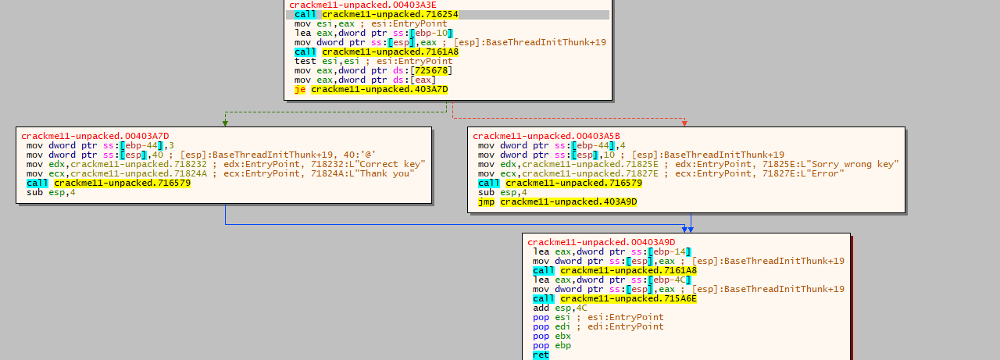 crackme11-unpacked.00403A3E
call crackme11-unpacked.716254
mov esi,eax ; esi:EntryPoint
lea eax,dword ptr ss:[ebp-10]
mov dword ptr ss:[esp],eax ; [esp]:BaseThreadInitThunk+19
call crackme11-unpacked.7161A8
test esi,esi ; esi:EntryPoint
mov eax,dword ptr ds:[725678]
mov eax,dword ptr ds:[eax]
je crackme11-unpacked.403A7D
crackme11-unpacked.00403A7D
mov dword ptr ss:[ebp-44],3
mov dword ptr ss:[esp],40 ; [esp]:BaseThreadInitThunk+19, 40:'@'
mov edx,crackme11-unpacked.718232 ; edx:EntryPoint, 718232:L"Correct key"
mov ecx,crackme11-unpacked.71824A ; ecx:EntryPoint, 71824A:L"Thank you"
call crackme11-unpacked.716579
sub esp,4
crackme11-unpacked.00403A5B
mov dword ptr ss:[ebp-44],4
mov dword ptr ss:[esp],10 ; [esp]:BaseThreadInitThunk+19
mov edx,crackme11-unpacked.71825E ; edx:EntryPoint, 71825E:L"Sorry wrong key"
mov ecx,crackme11-unpacked.71827E ; ecx:EntryPoint, 71827E:L"Error"
call crackme11-unpacked.716579
sub esp,4
jmp crackme11-unpacked.403A9D
crackme11-unpacked.00403A9D
lea eax,dword ptr ss:[ebp-14]
mov dword ptr ss:[esp],eax ; [esp]:BaseThreadInitThunk+19
call crackme11-unpacked.7161A8
lea eax,dword ptr ss:[ebp-4C]
mov dword ptr ss:[esp],eax ; [esp]:BaseThreadInitThunk+19
call crackme11-unpacked.715A6E
add esp,4C
pop esi ; esi:EntryPoint
pop edi ; edi:EntryPoint
pop ebx
pop ebp
ret